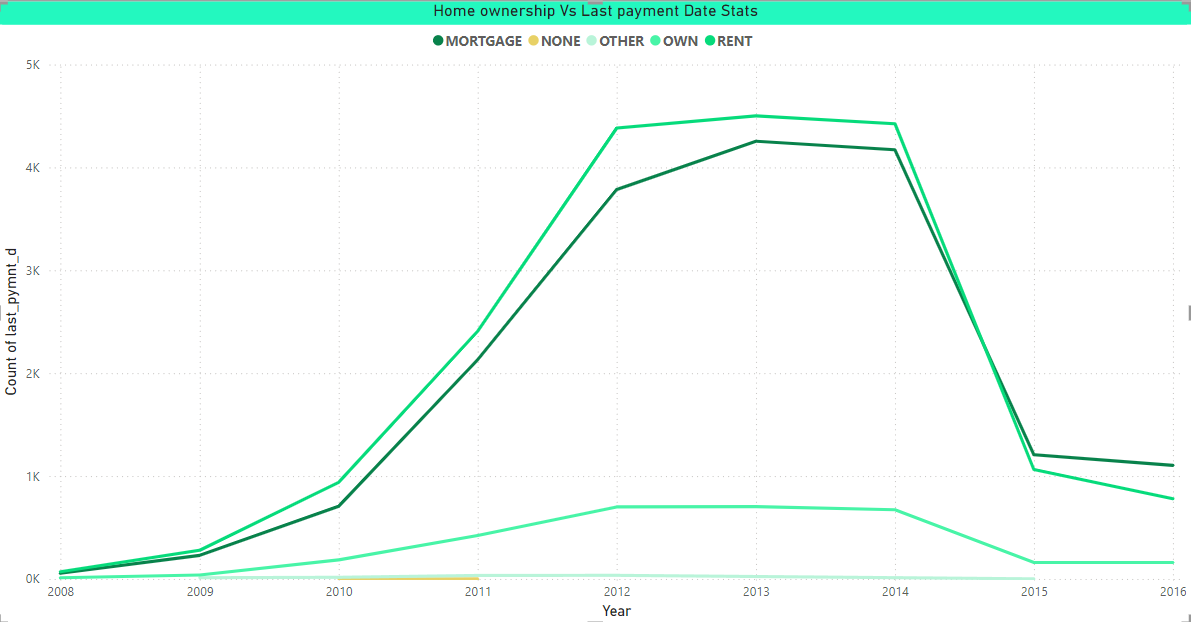 Home ownership Vs Last payment Date Stats
MORTGAGE NONE OTHER OWN RENT
5K
4K
3K
2K
1K
0K
Count of last_pymnt_d
2008 2009 2010 2011 2012 2013 2014 2015 2016
Year